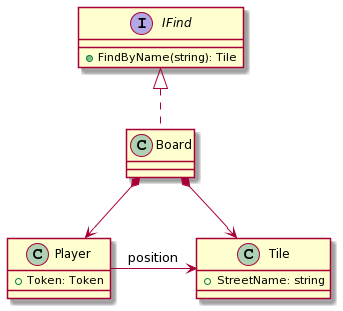 I IFind
FindByName(string): Tile
C Board
C Player
Token: Token
position
C Tile
StreetName: string